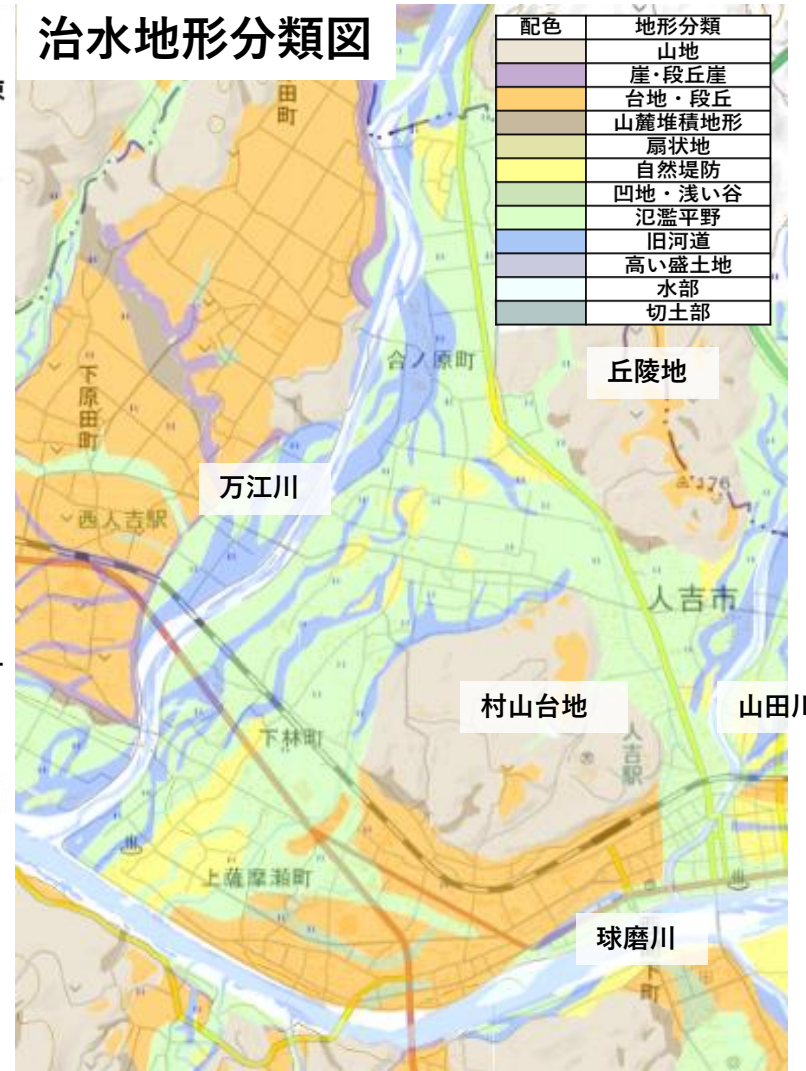 治水地形分類図
配色 地形分類
山地
崖・段丘崖
台地・段丘
山麓堆積地形
扇状地
自然堤防
凹地・浅い谷
氾濫平野
旧河道
高い盛土地
水部
切土部
田町
合ノ原町
丘陵地
下原田町
176
万江川
西人吉駅
人吉市
村山台地
山田川
人吉駅
下林町
上薩摩瀬町
球磨川
下町